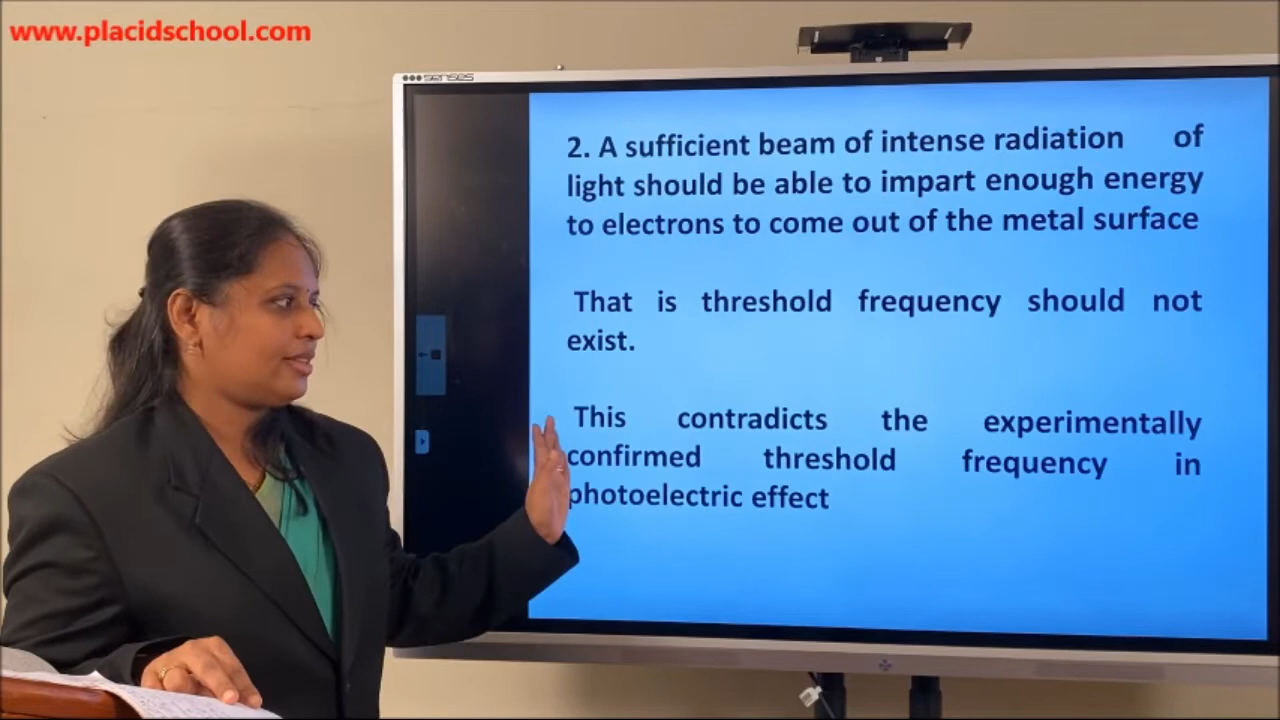 www.placidschool.com
senses
2. A sufficient beam of intense radiation of
light should be able to impart enough energy
to electrons to come out of the metal surface
That is threshold frequency should not
exist.
This contradicts the experimentally
confirmed threshold frequency in
photoelectric effect